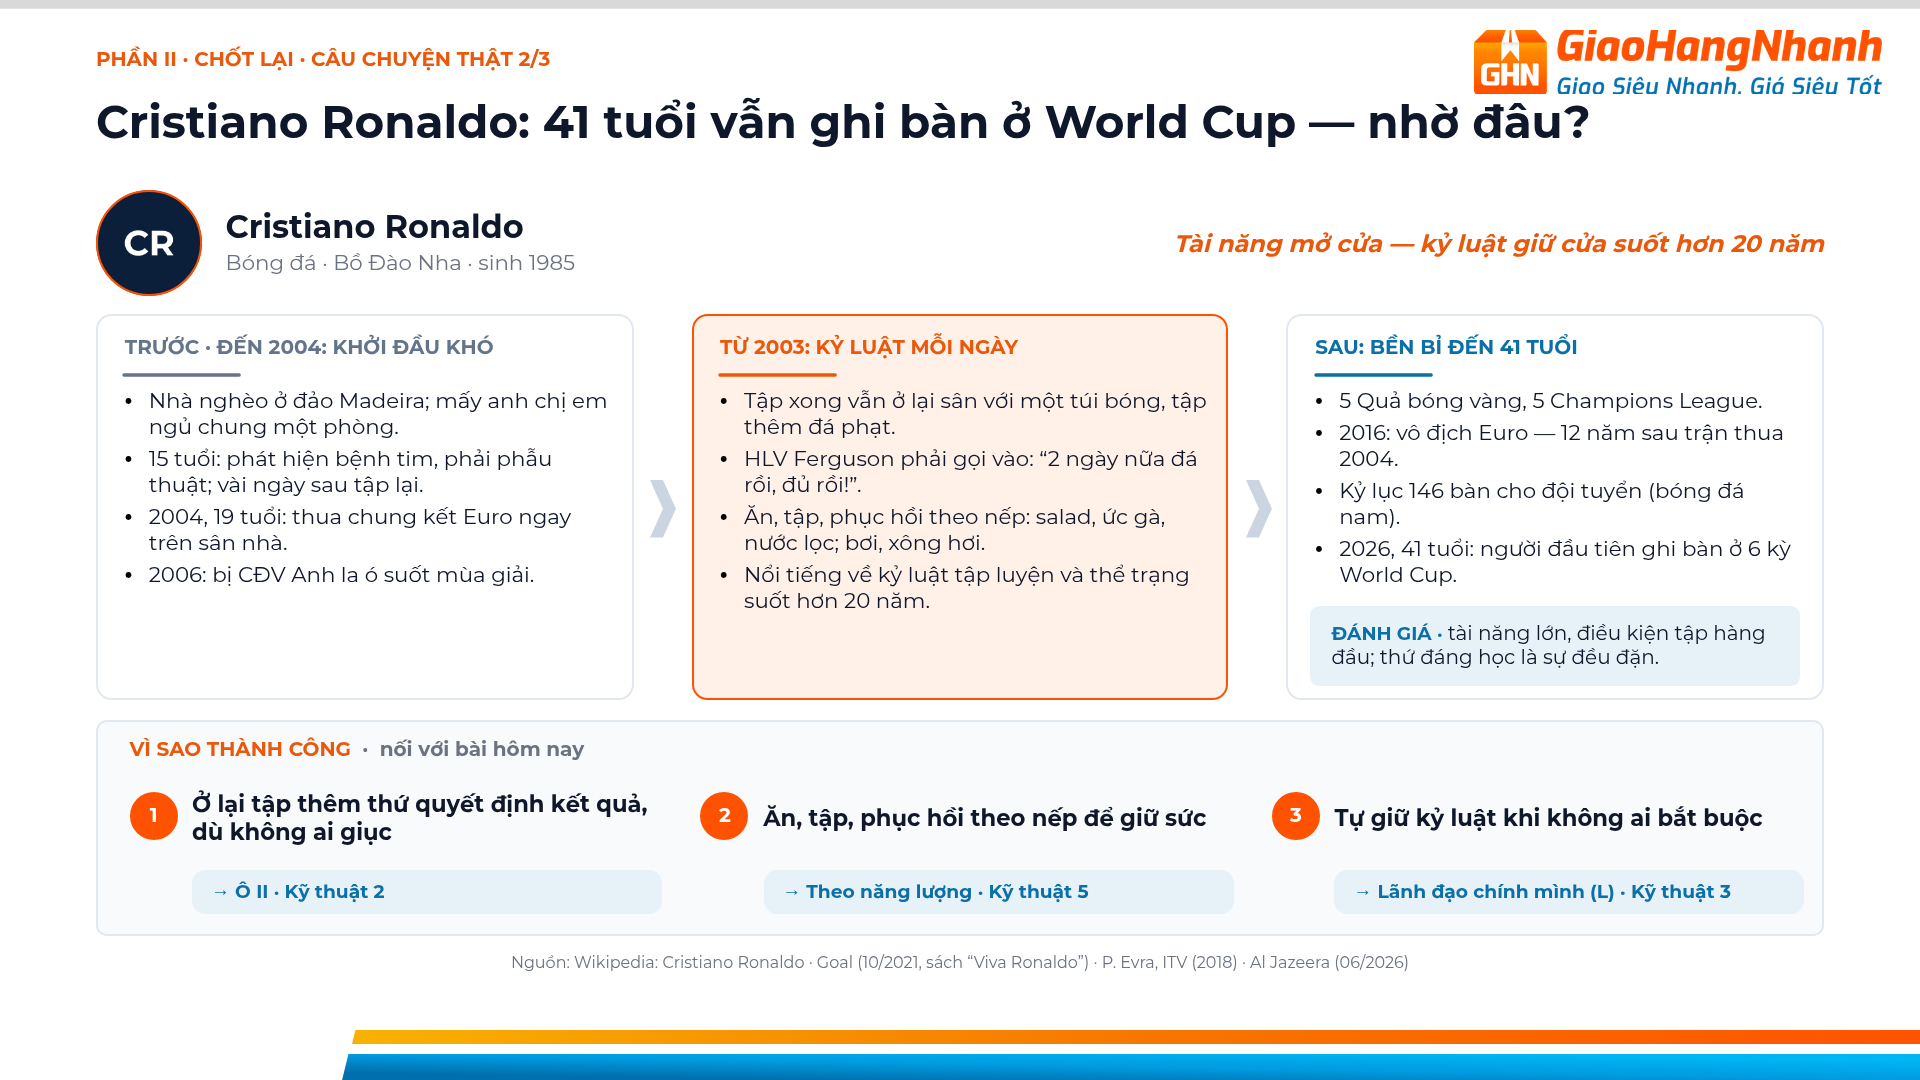 PHẦN II · CHỐT LẠI · CÂU CHUYỆN THẬT 2/3
GHN
GiaoHangNhanh
Giao Siêu Nhanh, Giá Siêu Tốt
Cristiano Ronaldo: 41 tuổi vẫn ghi bàn ở World Cup — nhờ đâu?
CR
Cristiano Ronaldo
Bóng đá · Bồ Đào Nha · sinh 1985
Tài năng mở cửa — kỷ luật giữ cửa suốt hơn 20 năm
TRƯỚC · ĐẾN 2004: KHỞI ĐẦU KHÓ
• Nhà nghèo ở đảo Madeira; mấy anh chị em
ngủ chung một phòng.
• 15 tuổi: phát hiện bệnh tim, phải phẫu
thuật; vài ngày sau tập lại.
• 2004, 19 tuổi: thua chung kết Euro ngay
trên sân nhà.
• 2006: bị CĐV Anh la ó suốt mùa giải.
TỪ 2003: KỶ LUẬT MỖI NGÀY
• Tập xong vẫn ở lại sân với một túi bóng, tập
thêm đá phạt.
• HLV Ferguson phải gọi vào: “2 ngày nữa đá
rồi, đủ rồi!”.
• Ăn, tập, phục hồi theo nếp: salad, ức gà,
nước lọc; bơi, xông hơi.
• Nổi tiếng về kỷ luật tập luyện và thể trạng
suốt hơn 20 năm.
SAU: BỀN BỈ ĐẾN 41 TUỔI
• 5 Quả bóng vàng, 5 Champions League.
• 2016: vô địch Euro — 12 năm sau trận thua
2004.
• Kỷ lục 146 bàn cho đội tuyển (bóng đá
nam).
• 2026, 41 tuổi: người đầu tiên ghi bàn ở 6 kỳ
World Cup.
ĐÁNH GIÁ · tài năng lớn, điều kiện tập hàng
đầu; thứ đáng học là sự đều đặn.
VÌ SAO THÀNH CÔNG · nối với bài hôm nay
1
Ở lại tập thêm thứ quyết định kết quả,
dù không ai giục
→ Ô II · Kỹ thuật 2
2
Ăn, tập, phục hồi theo nếp để giữ sức
→ Theo năng lượng · Kỹ thuật 5
3
Tự giữ kỷ luật khi không ai bắt buộc
→ Lãnh đạo chính mình (L) · Kỹ thuật 3
Nguồn: Wikipedia: Cristiano Ronaldo · Goal (10/2021, sách “Viva Ronaldo”) · P. Evra, ITV (2018) · Al Jazeera (06/2026)